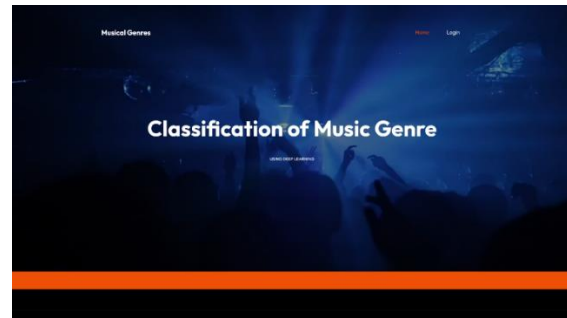 Musical Genres
Home
Login
Classification of Music Genre
USING DEEP LEARNING